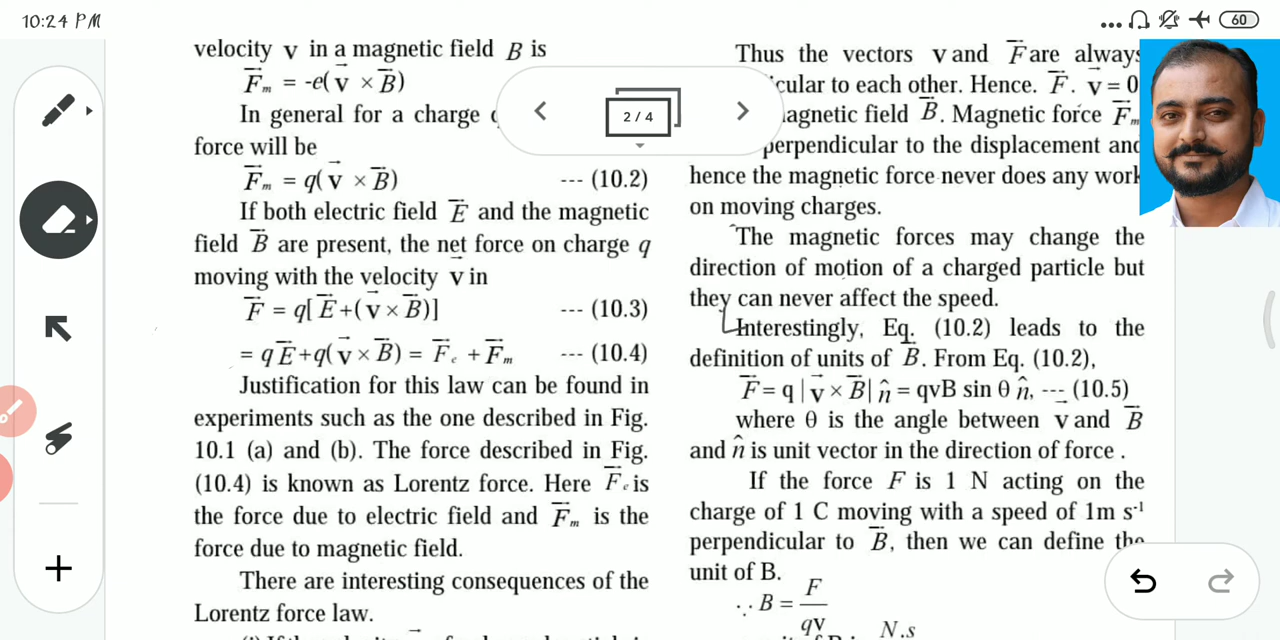 10:24 PM
60
2 / 4
velocity v in a magnetic field B is
F⃗m = -e(v⃗ × B⃗)
In general for a charge
force will be
F⃗m = q(v⃗ × B⃗) --- (10.2)
If both electric field E⃗ and the magnetic
field B⃗ are present, the net force on charge q
moving with the velocity v⃗ in
F⃗ = q[E⃗+(v⃗ × B⃗)] --- (10.3)
= qE⃗+q(v⃗ × B⃗) = F⃗e + F⃗m --- (10.4)
Justification for this law can be found in
experiments such as the one described in Fig.
10.1 (a) and (b). The force described in Fig.
(10.4) is known as Lorentz force. Here F⃗e is
the force due to electric field and F⃗m is the
force due to magnetic field.
There are interesting consequences of the
Lorentz force law.
Thus the vectors v⃗ and F⃗ are always
cular to each other. Hence. F⃗. v⃗ = 0
agnetic field B⃗. Magnetic force F⃗m
perpendicular to the displacement and
hence the magnetic force never does any work
on moving charges.
The magnetic forces may change the
direction of motion of a charged particle but
they can never affect the speed.
Interestingly, Eq. (10.2) leads to the
definition of units of B⃗. From Eq. (10.2),
F⃗ = q |v⃗ × B⃗| n̂ = qvB sin θ n̂, --- (10.5)
where θ is the angle between v⃗ and B⃗
and n̂ is unit vector in the direction of force .
If the force F is 1 N acting on the
charge of 1 C moving with a speed of 1m s⁻¹
perpendicular to B⃗, then we can define the
unit of B.
∵ B = F
qv
N.s